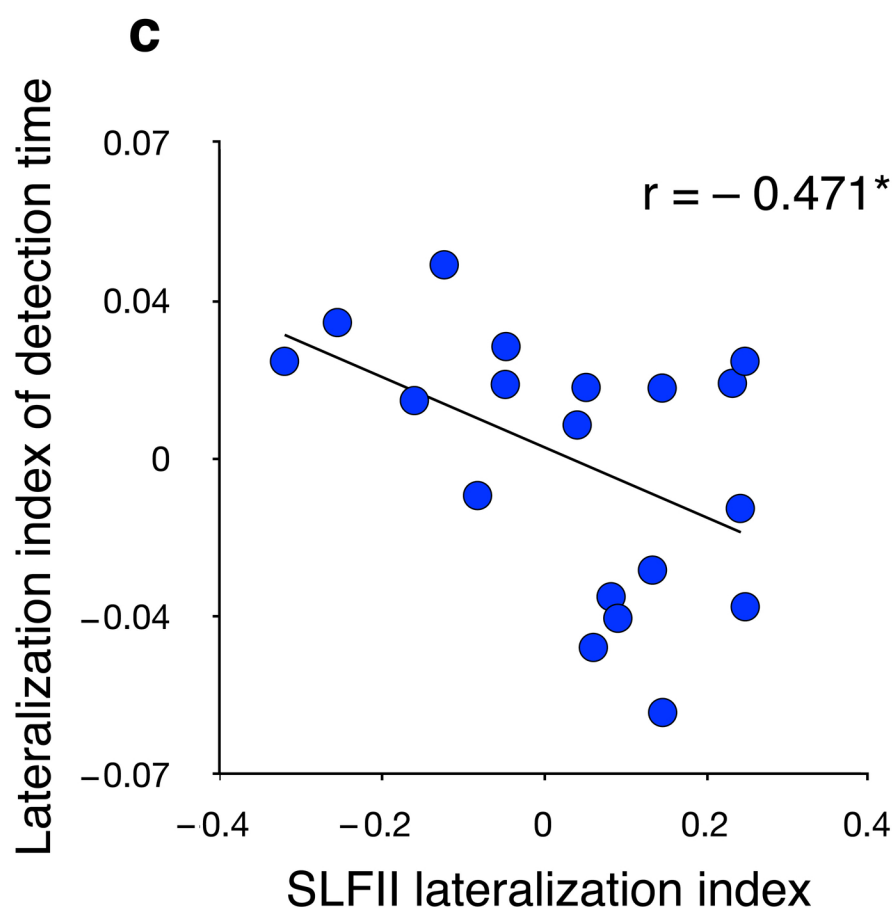 c
Lateralization index of detection time
0.07
0.04
0
−0.04
−0.07
r = − 0.471*
−0.4
−0.2
0
0.2
0.4
SLFII lateralization index